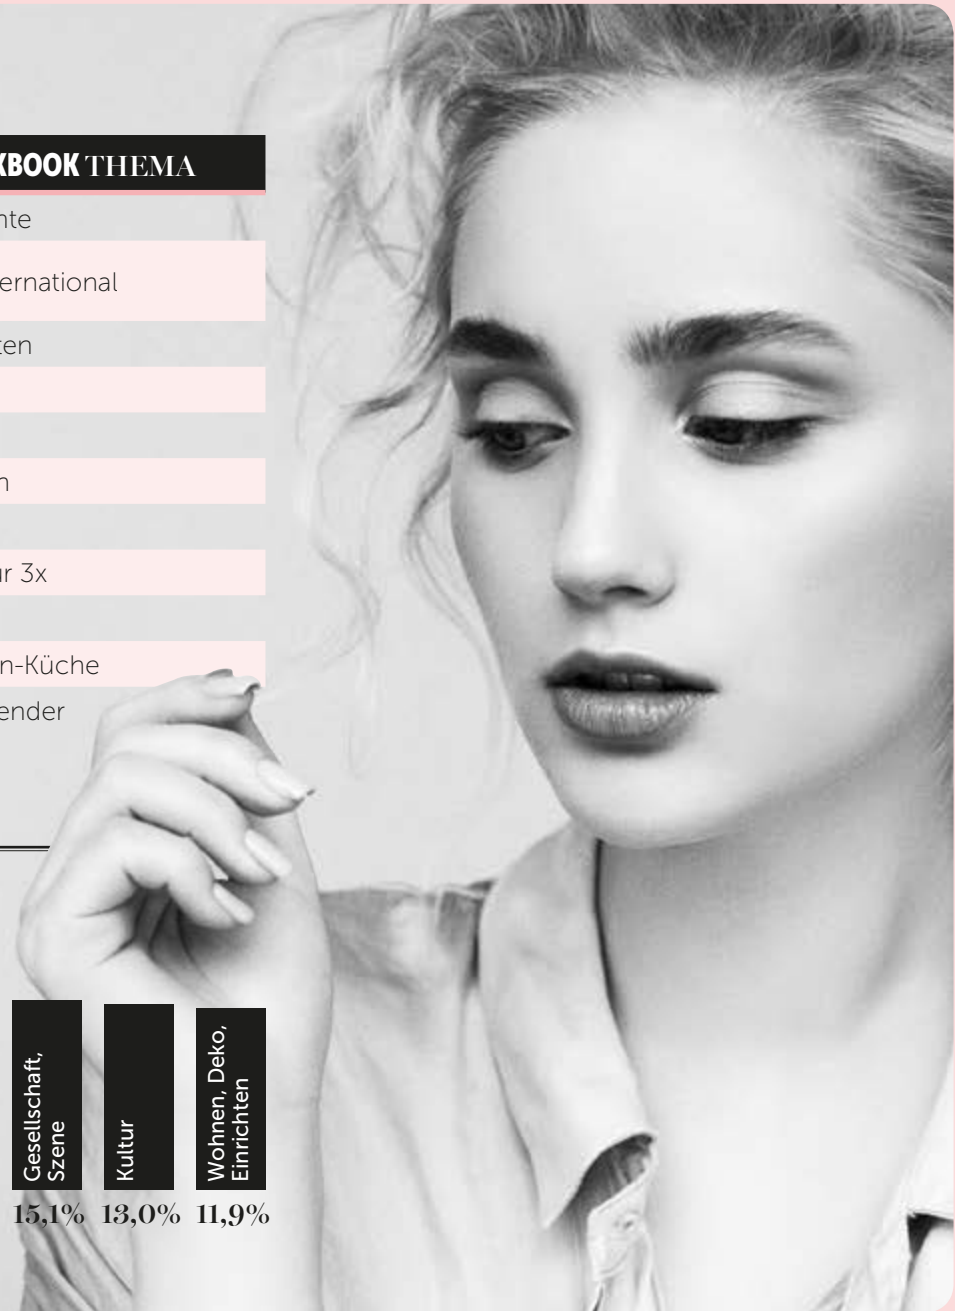 KBOOK THEMA
nte
ernational
ten
n
ur 3x
n-Küche
ender
Gesellschaft,
Szene
Kultur
Wohnen, Deko,
Einrichten
15,1% 13,0% 11,9%